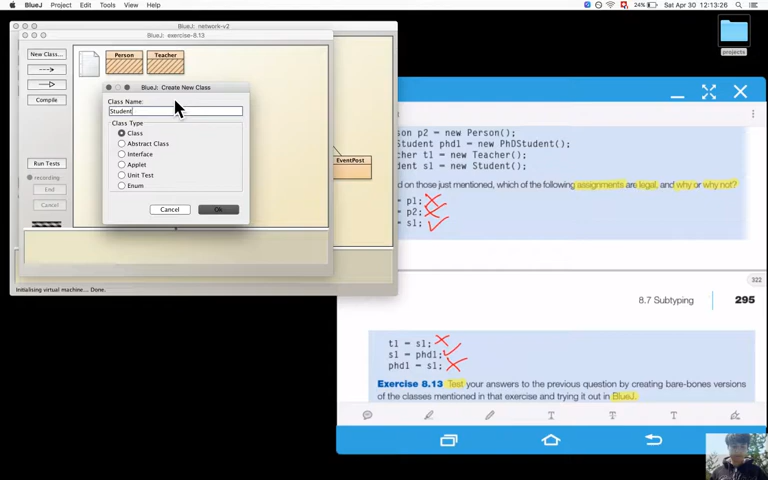 BlueJ Project Edit Tools View Help
24% Sat Apr 30 12:13:26
BlueJ: network-v2
BlueJ: exercise-8.13
New Class...
Compile
Run Tests
recording
End
Cancel
Person
Teacher
EventPost
BlueJ: Create New Class
Class Name:
Student
Class Type
Class
Abstract Class
Interface
Applet
Unit Test
Enum
Cancel
Ok
Initialising virtual machine... Done.
projects
son p2 = new Person();
Student phd1 = new PhDStudent();
cher t1 = new Teacher();
dent s1 = new Student();
d on those just mentioned, which of the following assignments are legal, and why or why not?
= p1;
= p2;
= s1;
322
8.7 Subtyping 295
t1 = s1;
s1 = phd1;
phd1 = s1;
Exercise 8.13 Test your answers to the previous question by creating bare-bones versions
of the classes mentioned in that exercise and trying it out in BlueJ.